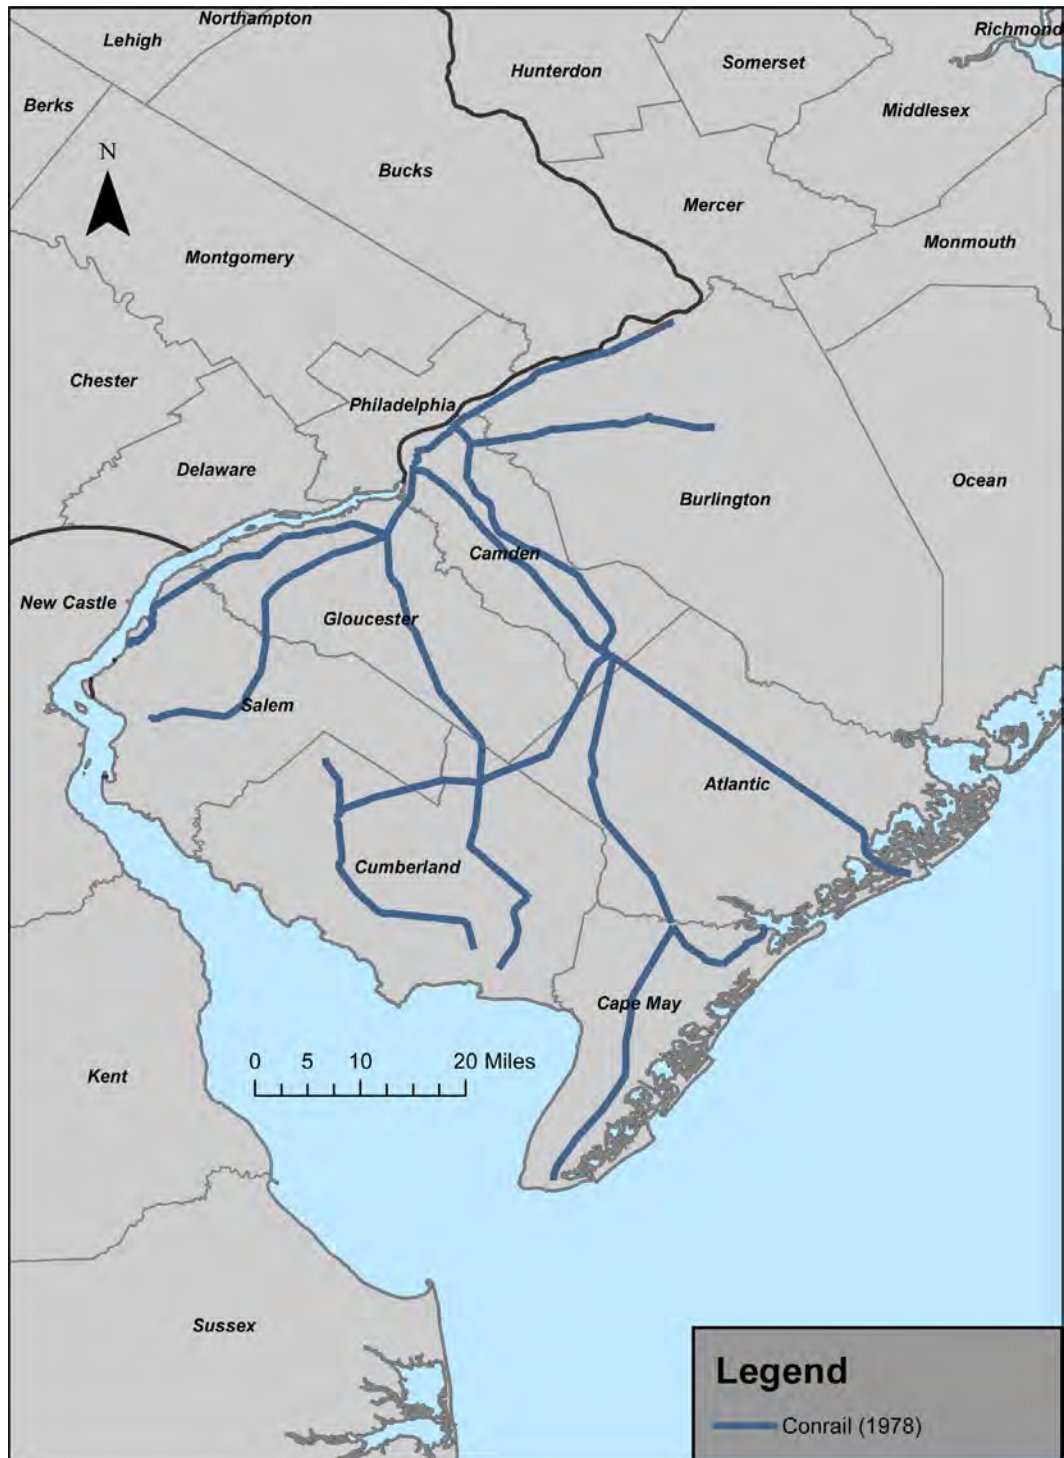 Northampton
Richmond
Lehigh
Somerset
Hunterdon
Berks
Middlesex
N
Bucks
Mercer
Monmouth
Montgomery
Chester
Philadelphia
Delaware
Ocean
Burlington
Camden
New Castle
Gloucester
Salem
Atlantic
Cumberland
Cape May
0 5 10 20 Miles
Kent
Sussex
Legend
Conrail (1978)